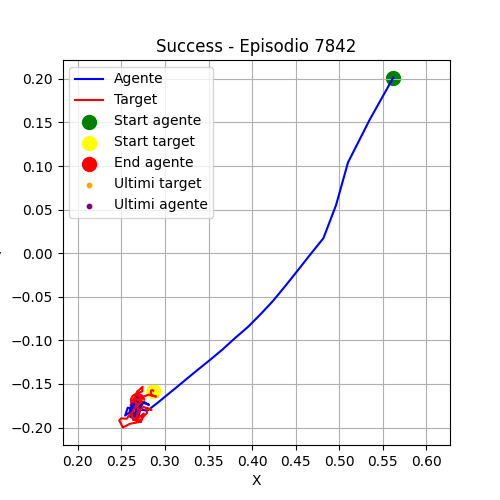 Success - Episodio 7842
Agente
Target
Start agente
Start target
End agente
Ultimi target
Ultimi agente
0.20
0.15
0.10
0.05
0.00
−0.05
−0.10
−0.15
−0.20
0.20 0.25 0.30 0.35 0.40 0.45 0.50 0.55 0.60
X